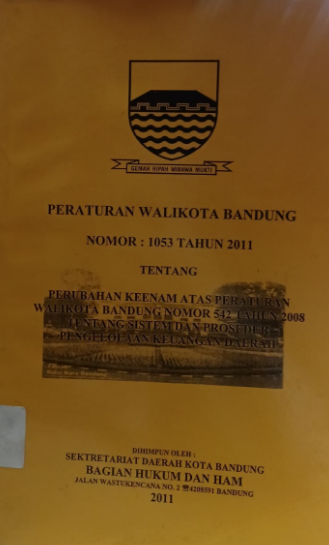 GEMAH RIPAH WIBAWA MUKTI
PERATURAN WALIKOTA BANDUNG
NOMOR : 1053 TAHUN 2011
TENTANG
PERUBAHAN KEENAM ATAS PERATURAN
WALIKOTA BANDUNG NOMOR 542 TAHUN 2008
TENTANG SISTEM DAN PROSEDUR
PENGELOLAAN KEUANGAN DAERAH
DIHIMPUN OLEH :
SEKRETARIAT DAERAH KOTA BANDUNG
BAGIAN HUKUM DAN HAM
JALAN WASTUKENCANA NO. 2 ☎4208591 BANDUNG
2011